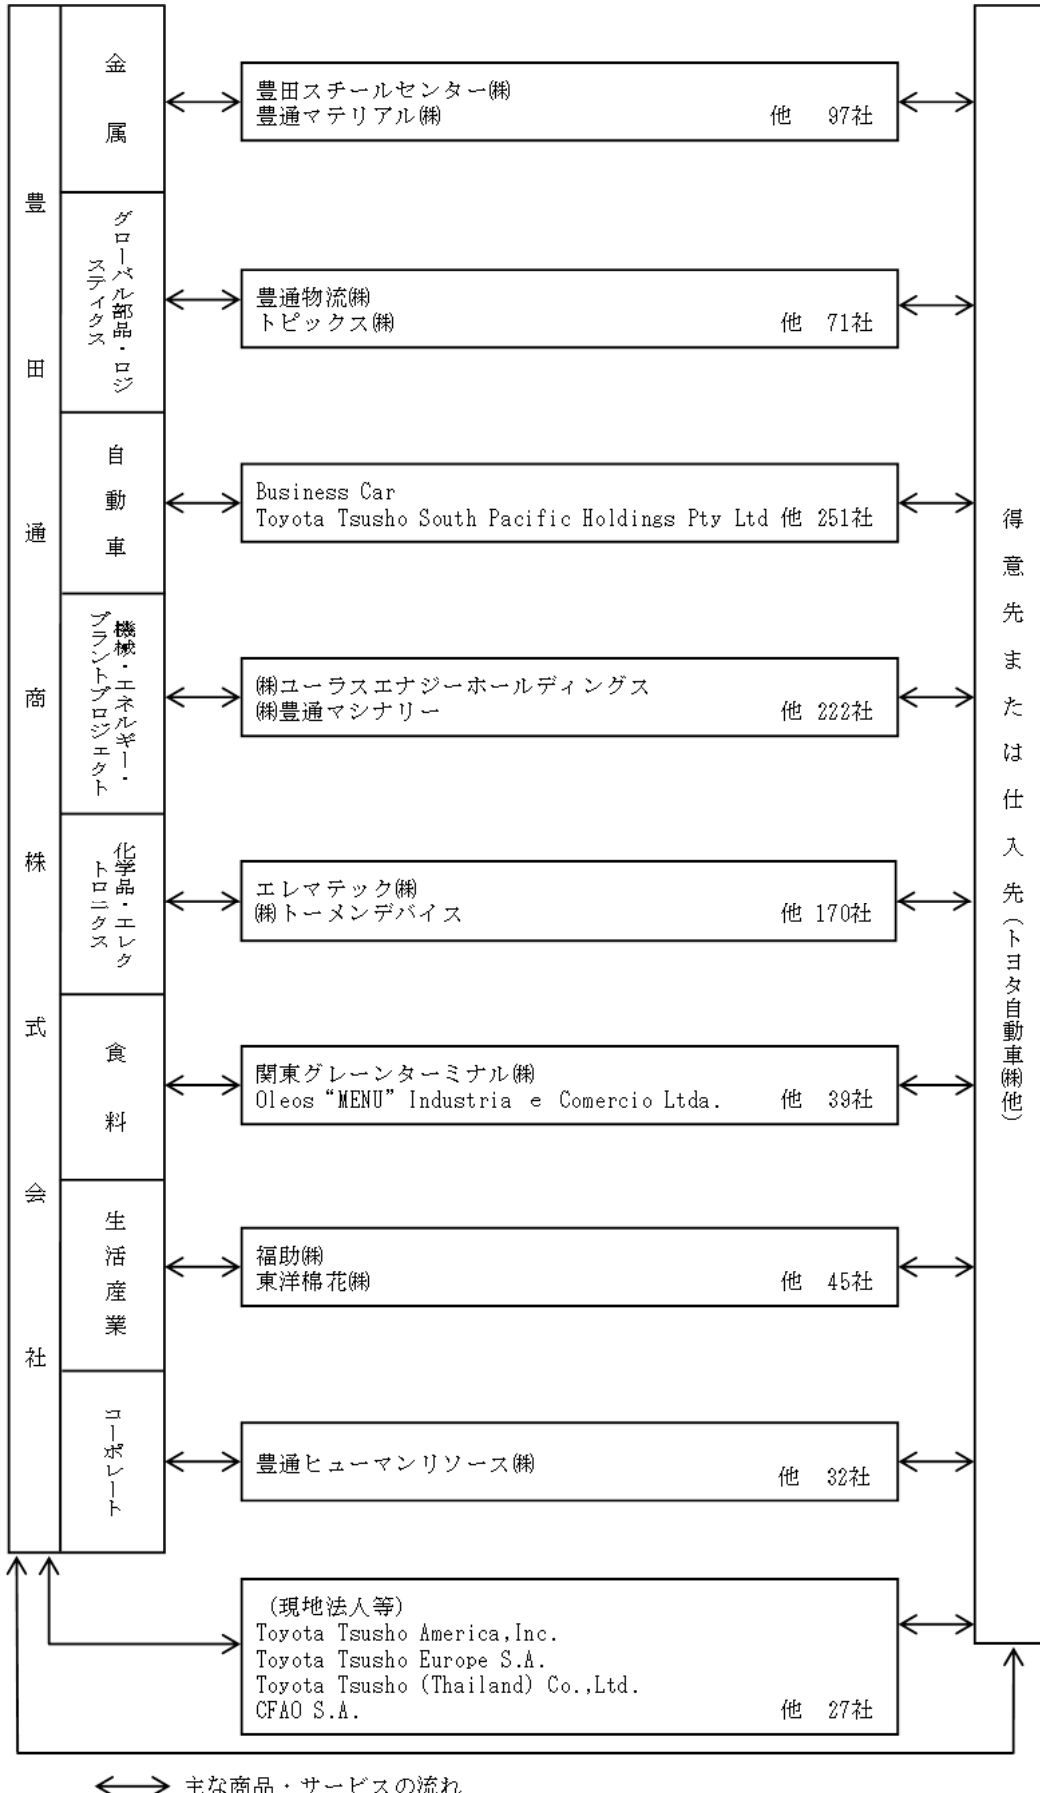 豊田通商株式会社
金属
豊田スチールセンター㈱
豊通マテリアル㈱ 他 97社
グローバル部品・ロジ
スティクス
豊通物流㈱
トピックス㈱ 他 71社
自動車
Business Car
Toyota Tsusho South Pacific Holdings Pty Ltd 他 251社
機械・エネルギー・
プラントプロジェクト
㈱ユーラスエナジーホールディングス
㈱豊通マシナリー 他 222社
化学品・エレク
トロニクス
エレマテック㈱
㈱トーメンデバイス 他 170社
食料
関東グレーンターミナル㈱
Oleos“MENU”Industria e Comercio Ltda. 他 39社
生活産業
福助㈱
東洋棉花㈱ 他 45社
コーポレート
豊通ヒューマンリソース㈱ 他 32社
(現地法人等)
Toyota Tsusho America,Inc.
Toyota Tsusho Europe S.A.
Toyota Tsusho (Thailand) Co.,Ltd.
CFAO S.A. 他 27社
得意先または仕入先(トヨタ自動車㈱他)
主な商品・サービスの流れ